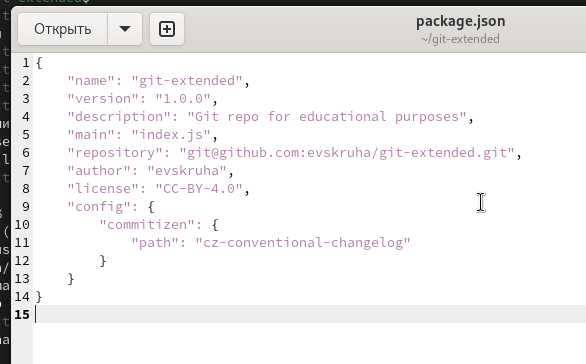 Открыть
package.json
~/git-extended
1 {
2     "name": "git-extended",
3     "version": "1.0.0",
4     "description": "Git repo for educational purposes",
5     "main": "index.js",
6     "repository": "git@github.com:evskruha/git-extended.git",
7     "author": "evskruha",
8     "license": "CC-BY-4.0",
9     "config": {
10         "commitizen": {
11             "path": "cz-conventional-changelog"
12         }
13     }
14 }
15